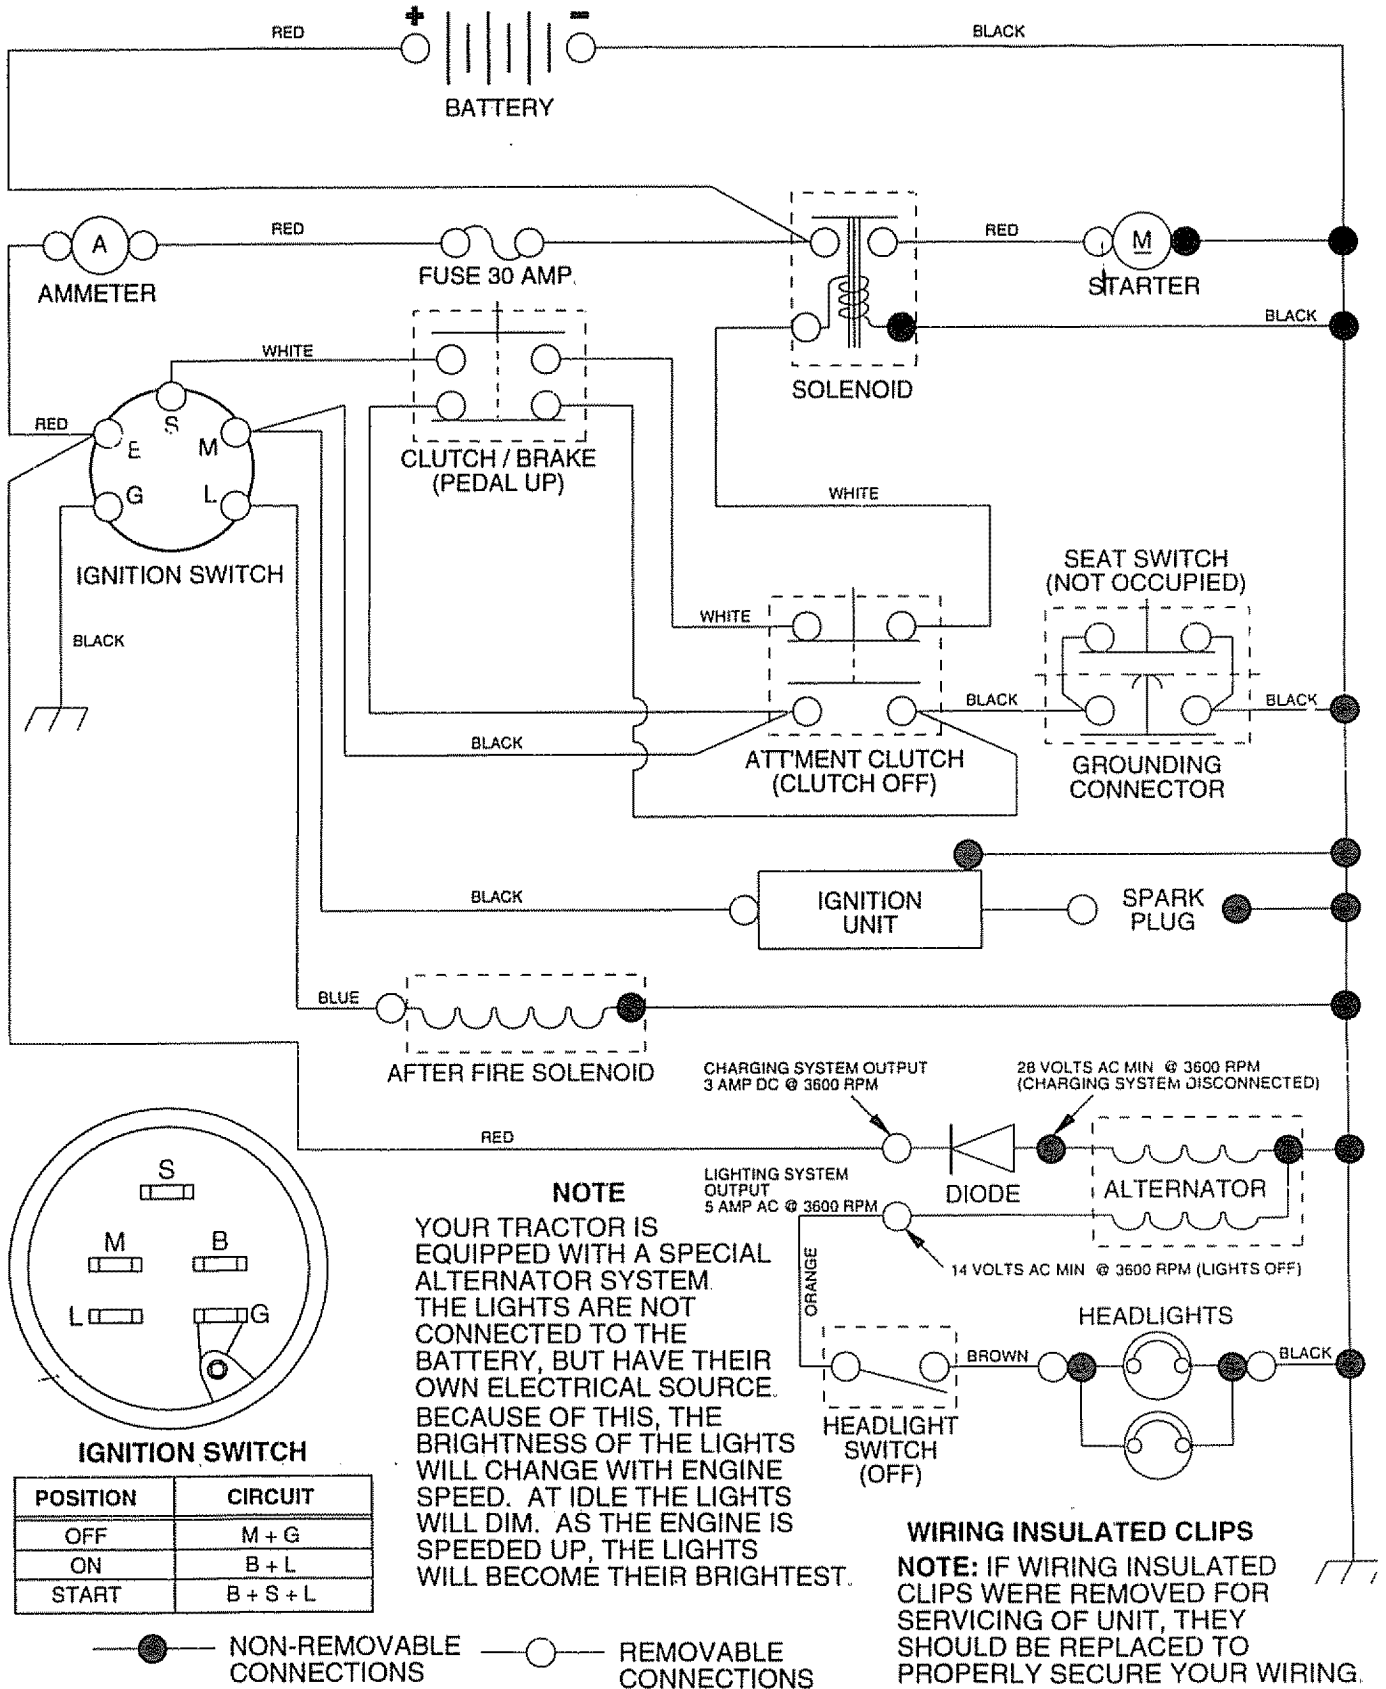 + -
RED
BLACK
BATTERY
RED
RED
A
M
AMMETER
FUSE 30 AMP.
STARTER
BLACK
WHITE
SOLENOID
RED
S
E
M
G
L
CLUTCH / BRAKE
(PEDAL UP)
WHITE
IGNITION SWITCH
SEAT SWITCH
(NOT OCCUPIED)
BLACK
WHITE
BLACK
BLACK
BLACK
ATT'MENT CLUTCH
(CLUTCH OFF)
GROUNDING
CONNECTOR
BLACK
IGNITION
UNIT
SPARK
PLUG
BLUE
AFTER FIRE SOLENOID
CHARGING SYSTEM OUTPUT
3 AMP DC @ 3600 RPM
28 VOLTS AC MIN @ 3600 RPM
(CHARGING SYSTEM DISCONNECTED)
RED
DIODE
ALTERNATOR
LIGHTING SYSTEM
OUTPUT
5 AMP AC @ 3600 RPM
14 VOLTS AC MIN @ 3600 RPM (LIGHTS OFF)
ORANGE
HEADLIGHTS
BROWN
BLACK
HEADLIGHT
SWITCH
(OFF)
S
M
B
L
G
IGNITION SWITCH
POSITION CIRCUIT
OFF M + G
ON B + L
START B + S + L
NOTE
YOUR TRACTOR IS
EQUIPPED WITH A SPECIAL
ALTERNATOR SYSTEM.
THE LIGHTS ARE NOT
CONNECTED TO THE
BATTERY, BUT HAVE THEIR
OWN ELECTRICAL SOURCE.
BECAUSE OF THIS, THE
BRIGHTNESS OF THE LIGHTS
WILL CHANGE WITH ENGINE
SPEED. AT IDLE THE LIGHTS
WILL DIM. AS THE ENGINE IS
SPEEDED UP, THE LIGHTS
WILL BECOME THEIR BRIGHTEST.
WIRING INSULATED CLIPS
NOTE: IF WIRING INSULATED
CLIPS WERE REMOVED FOR
SERVICING OF UNIT, THEY
SHOULD BE REPLACED TO
PROPERLY SECURE YOUR WIRING.
NON-REMOVABLE
CONNECTIONS
REMOVABLE
CONNECTIONS